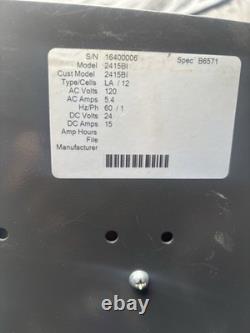 S/N 16400006 Spec B6571
Model 2415BI
Cust Model 2415BI
Type/Cells LA / 12
AC Volts 120
AC Amps 5.4
Hz/Ph 60 / 1
DC Volts 24
DC Amps 15
Amp Hours
File
Manufacturer
137gabby